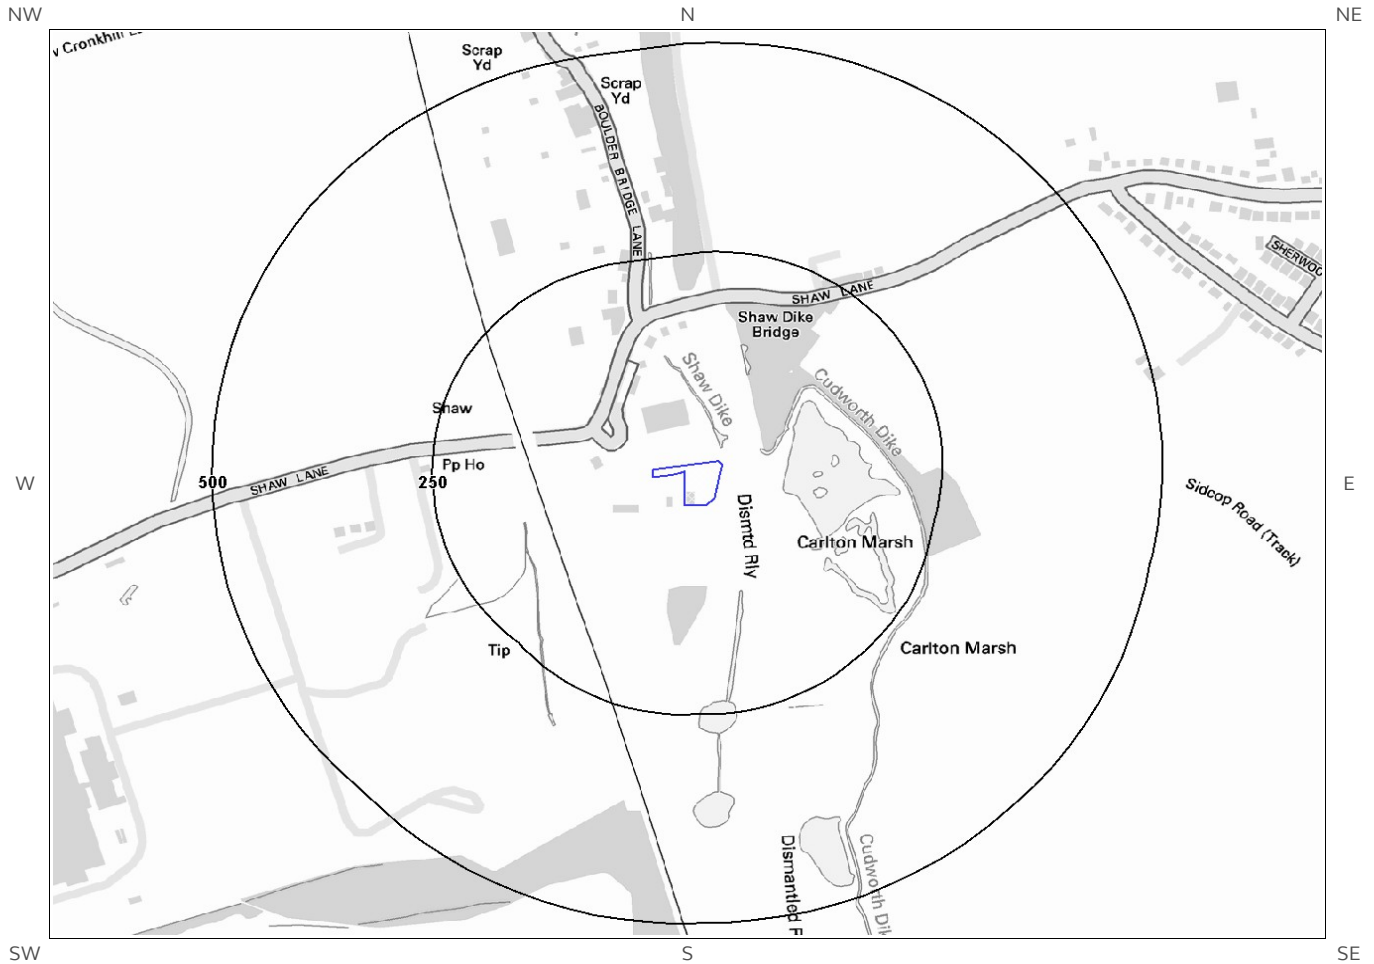 NW
N
NE
Scrap
Yd
Scrap
Yd
BOULDER BRIDGE LANE
SHAW LANE
Shaw Dike
Bridge
Shaw Dike
Cudworth Dike
Shaw
Pp Ho
W
500
SHAW LANE
250
E
Sidcop Road (Track)
Dismtd Rly
Carlton Marsh
Tip
Carlton Marsh
Dismantled
Cudworth
SW
S
SE